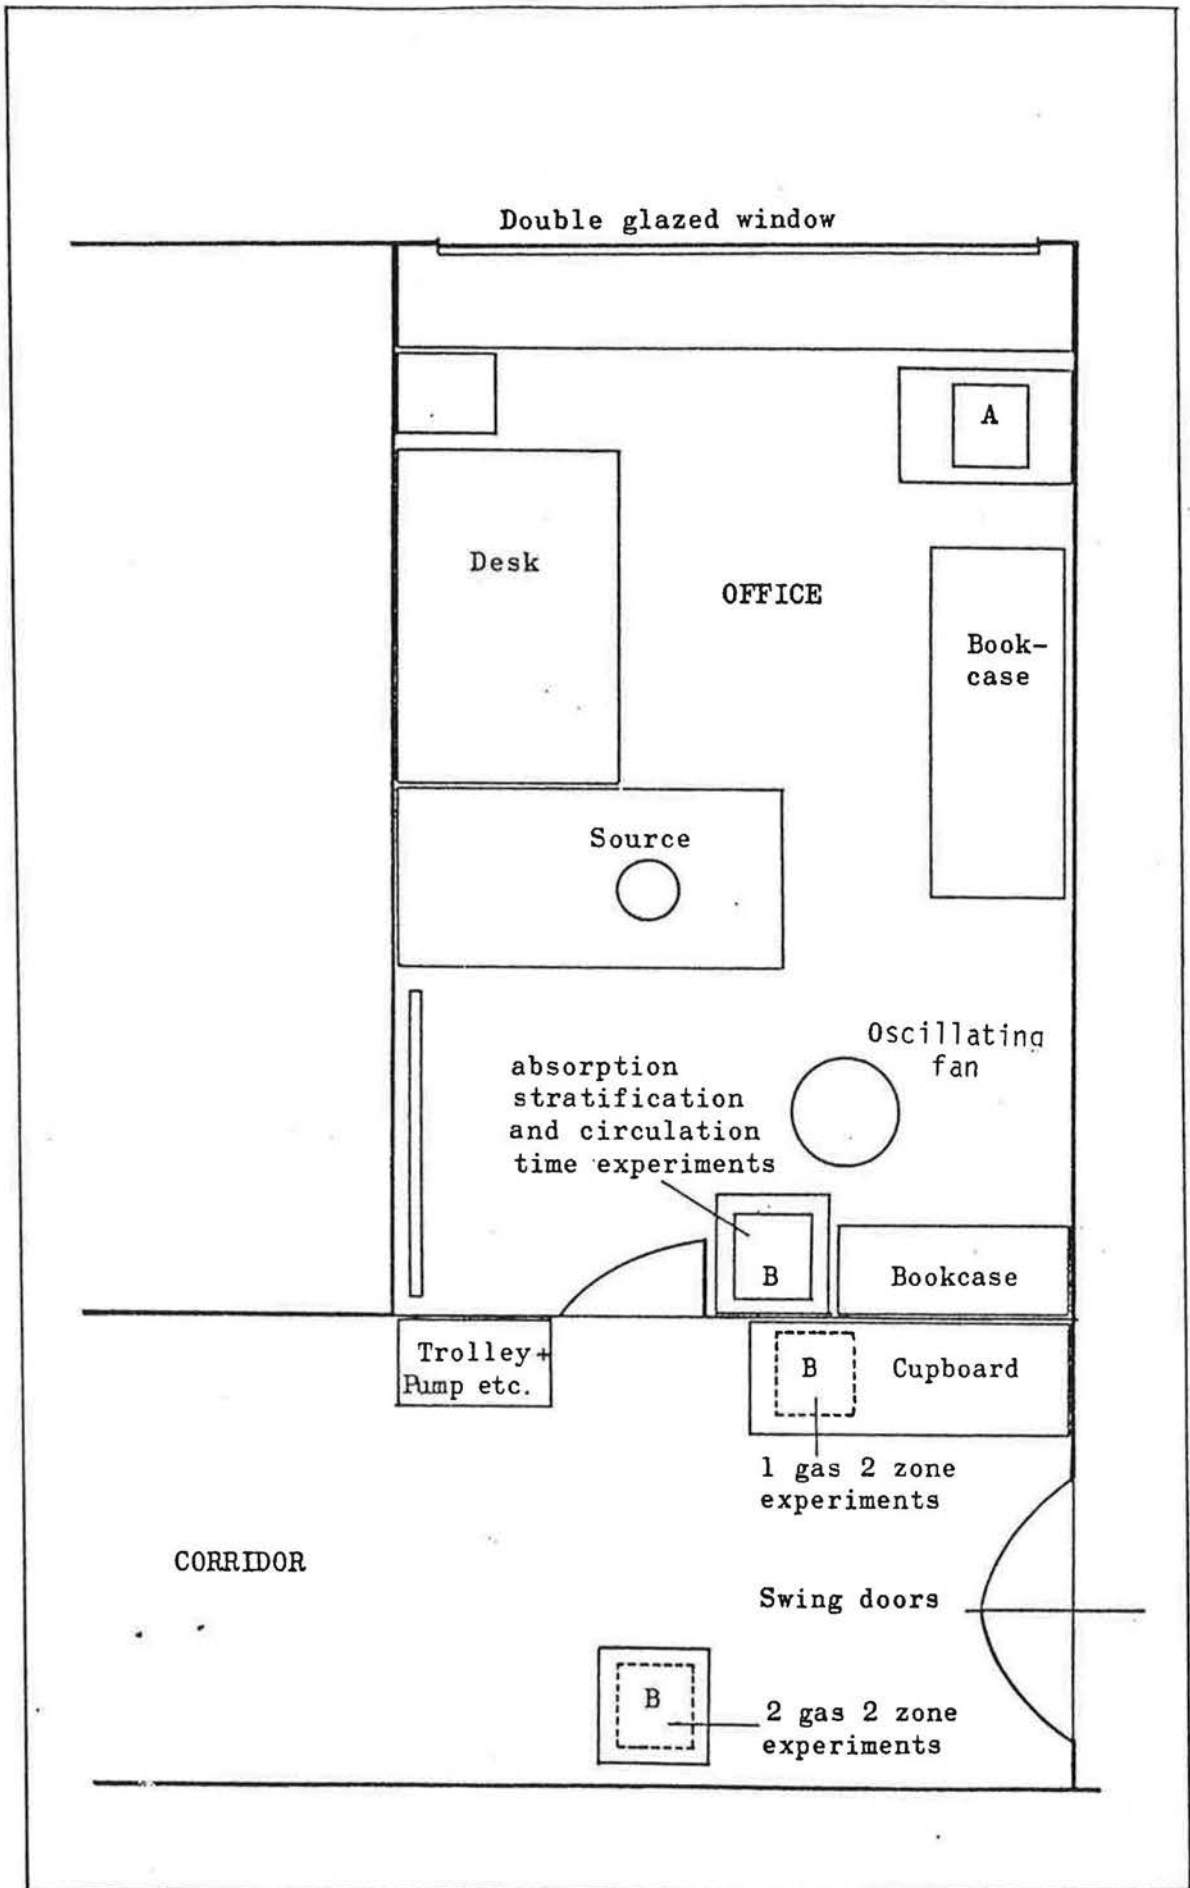 Double glazed window
A
Desk
OFFICE
Book-
case
Source
Oscillating
fan
absorption
stratification
and circulation
time experiments
B
Bookcase
Trolley+
Pump etc.
B
Cupboard
1 gas 2 zone
experiments
CORRIDOR
Swing doors
B
2 gas 2 zone
experiments